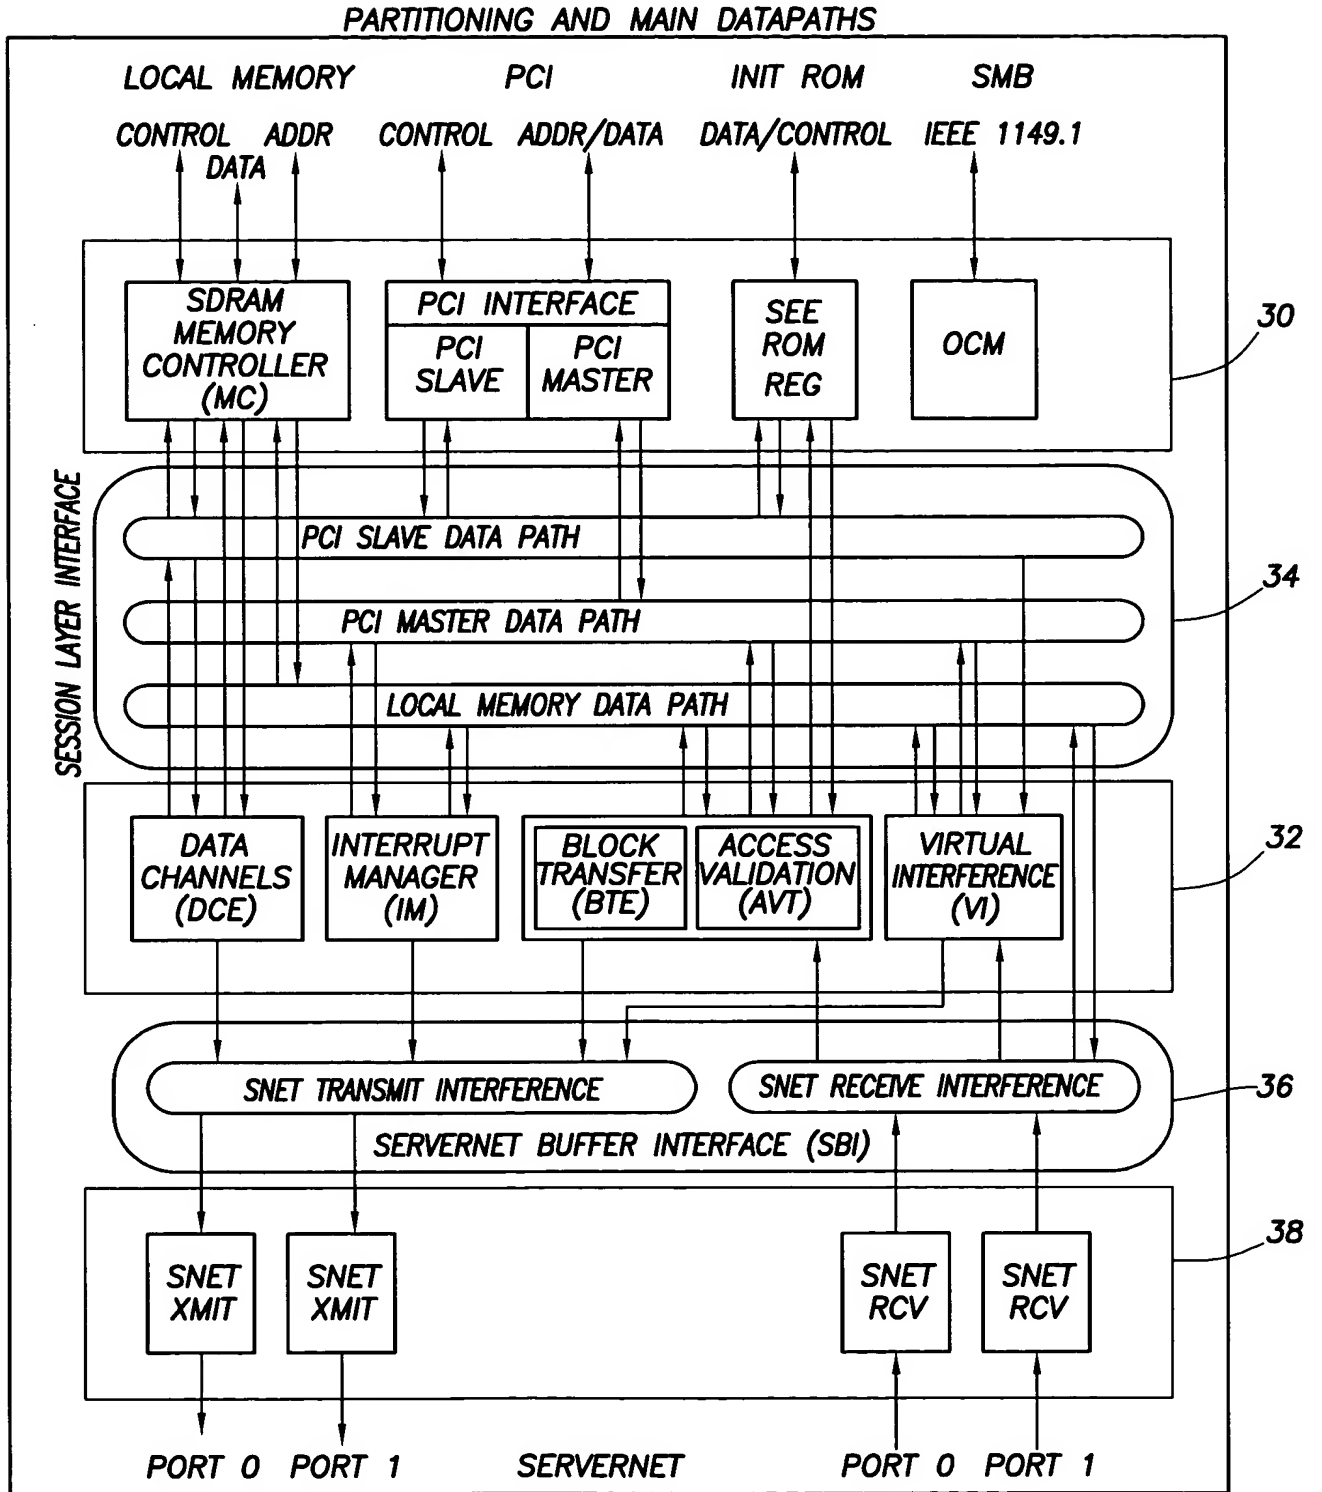 PARTITIONING AND MAIN DATAPATHS
LOCAL MEMORY
PCI
INIT ROM
SMB
CONTROL ADDR
DATA
CONTROL ADDR/DATA
DATA/CONTROL
IEEE 1149.1
SDRAM
MEMORY
CONTROLLER
(MC)
PCI INTERFACE
PCI
SLAVE
PCI
MASTER
SEE
ROM
REG
OCM
30
SESSION LAYER INTERFACE
PCI SLAVE DATA PATH
PCI MASTER DATA PATH
LOCAL MEMORY DATA PATH
34
DATA
CHANNELS
(DCE)
INTERRUPT
MANAGER
(IM)
BLOCK
TRANSFER
(BTE)
ACCESS
VALIDATION
(AVT)
VIRTUAL
INTERFERENCE
(VI)
32
SNET TRANSMIT INTERFERENCE
SNET RECEIVE INTERFERENCE
SERVERNET BUFFER INTERFACE (SBI)
36
SNET
XMIT
SNET
XMIT
SNET
RCV
SNET
RCV
38
PORT 0
PORT 1
SERVERNET
PORT 0
PORT 1